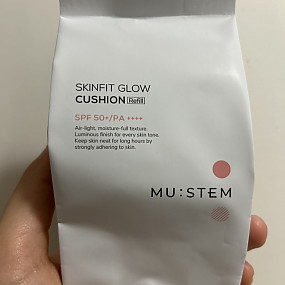 SKINFIT GLOW
CUSHION Refill
SPF 50+/PA ++++
Air-light, moisture-full texture.
Luminous finish for every skin tone.
Keep skin neat for long hours by
strongly adhering to skin.
MU:STEM